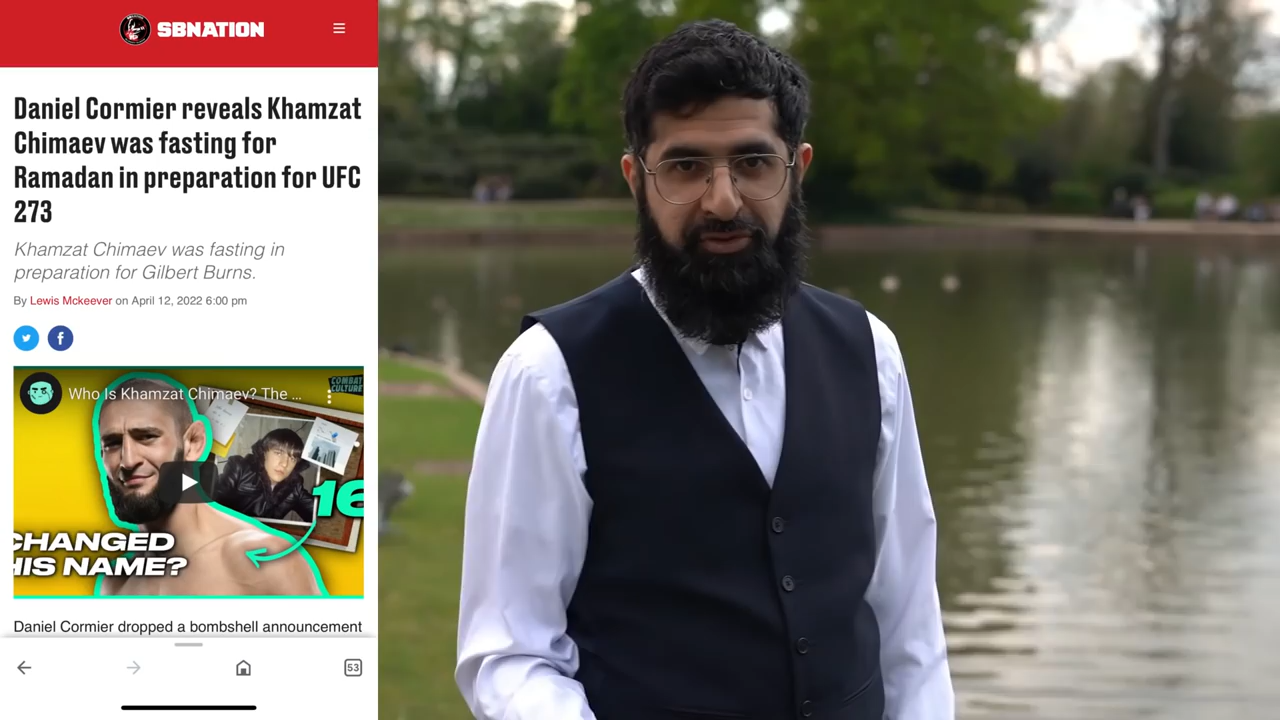 SBNATION
Daniel Cormier reveals Khamzat
Chimaev was fasting for
Ramadan in preparation for UFC
273
Khamzat Chimaev was fasting in
preparation for Gilbert Burns.
By Lewis Mckeever on April 12, 2022 6:00 pm
Who Is Khamzat Chimaev? The ...
COMBAT
CULTURE
16
CHANGED
HIS NAME?
Daniel Cormier dropped a bombshell announcement
53